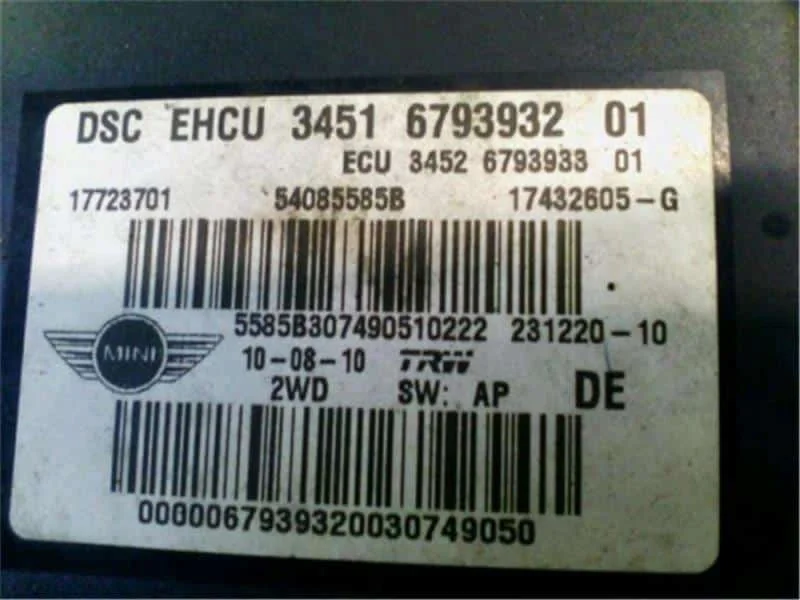 DSC EHCU 3451 6793932 01
ECU 3452 6793933 01
17723701 54085585B 17432605-G
5585B307490510222 231220-10
MINI 10-08-10 TRW
2WD SW: AP DE
0000067939320030749050